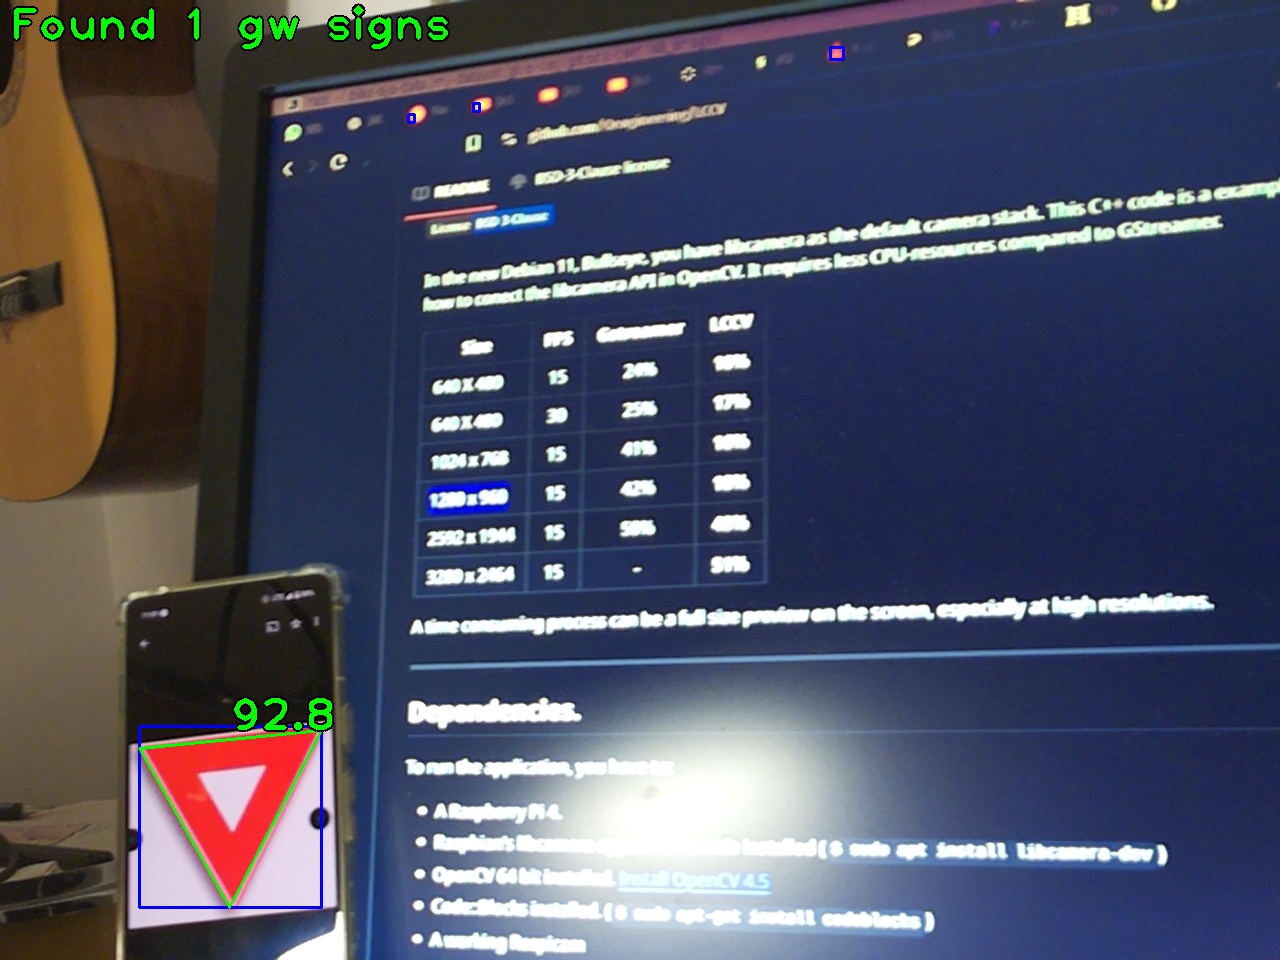 Found 1 gw signs
github.com/Qengineering/LCCV
README
BSD-3-Clause license
License BSD 3-Clause
In the new Debian 11, Bullseye, you have libcamera as the default camera stack. This C++ code is a exampl
how to conect the libcamera API in OpenCV. It requires less CPU-resources compared to GStreamer.
Size FPS Gstreamer LCCV
640 X 480 15 24%
640 X 480 30 25% 17%
1024 x 768 15 41%
1280 x 960 15 42%
2592 x 1944 15 50%
3280 x 2464 15 - 91%
A time consuming process can be a full size preview on the screen, especially at high resolutions.
92.8
Dependencies.
To run the application, you have to:
A Raspberry Pi 4.
Raspbian's libcamera installed ( $ sudo apt install libcamera-dev )
OpenCV 64 bit installed. Install OpenCV 4.5
Code::Blocks installed. ( $ sudo apt-get install codeblocks )
A working Raspicam